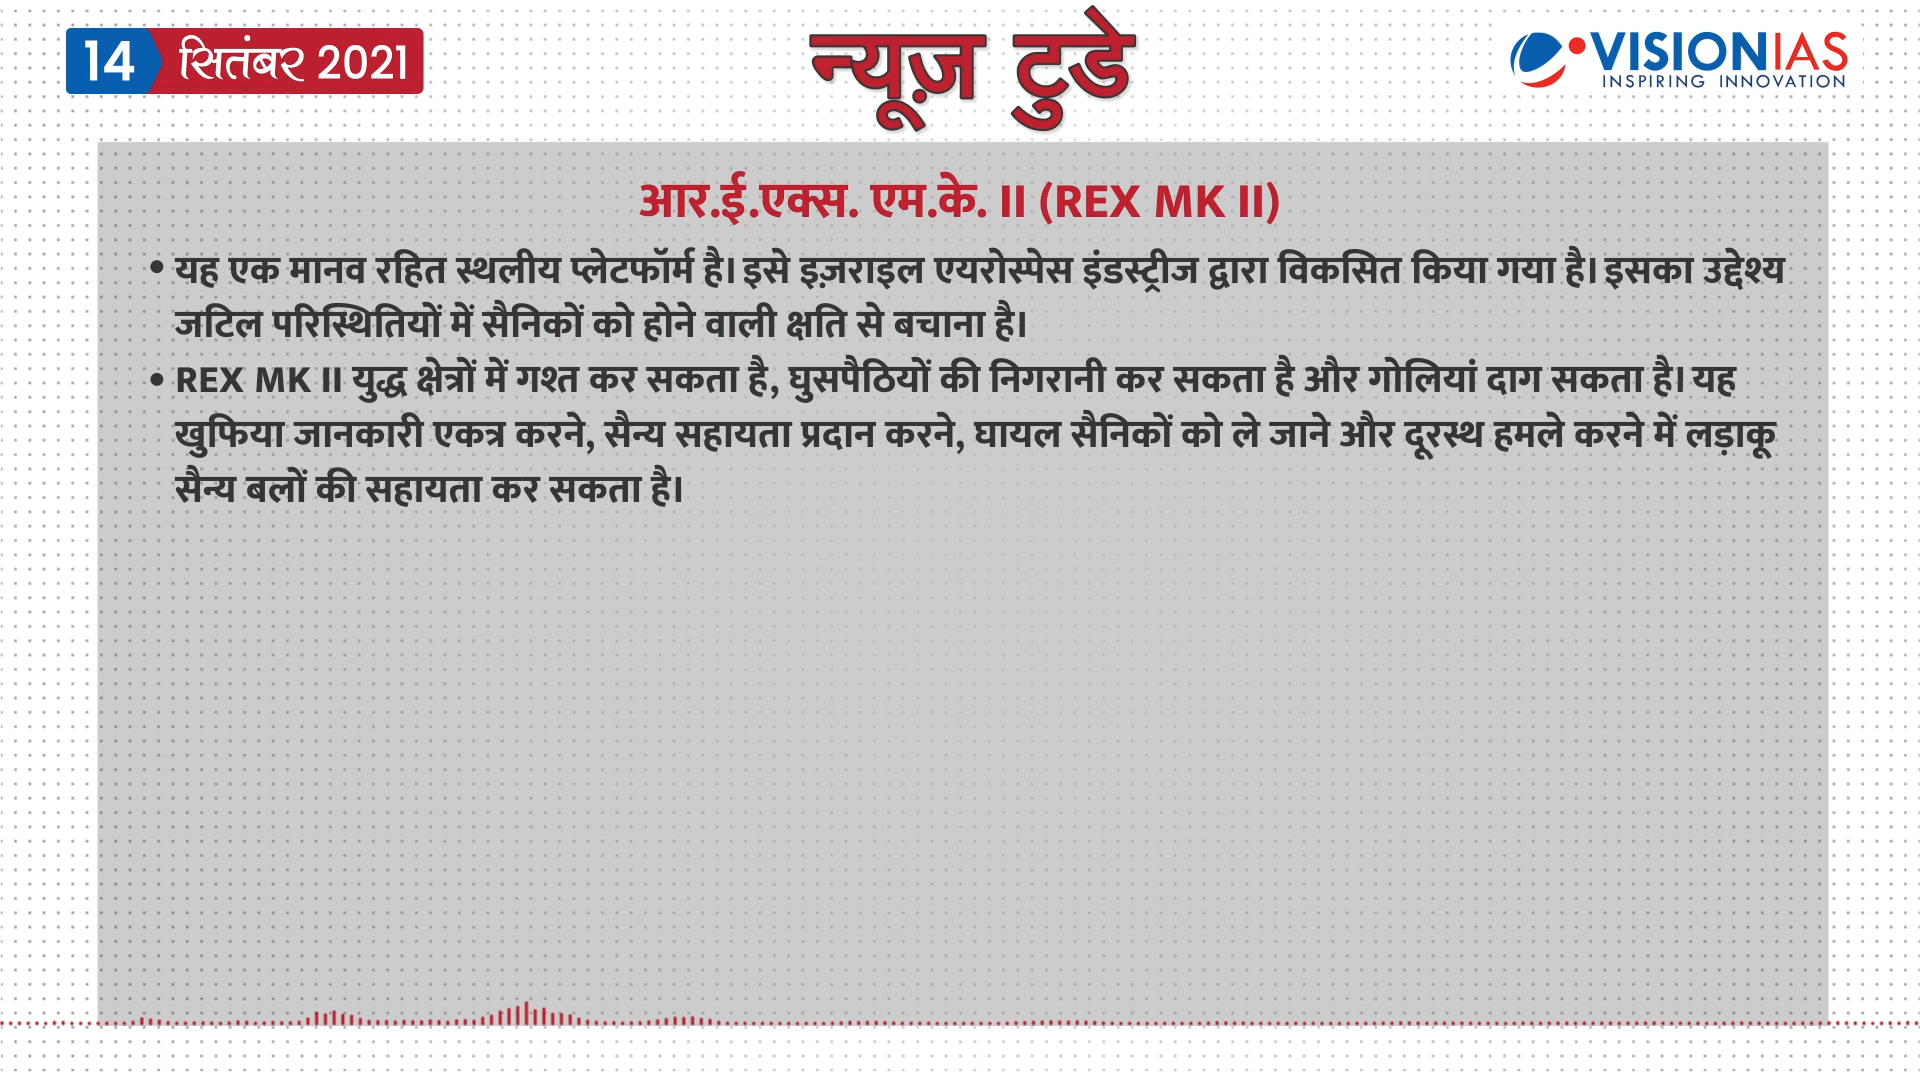 14 सितंबर 2021
न्यूज़ टुडे
VISIONIAS
INSPIRING INNOVATION
आर.ई.एक्स. एम.के. II (REX MK II)
• यह एक मानव रहित स्थलीय प्लेटफॉर्म है। इसे इज़राइल एयरोस्पेस इंडस्ट्रीज द्वारा विकसित किया गया है। इसका उद्देश्य
जटिल परिस्थितियों में सैनिकों को होने वाली क्षति से बचाना है।
• REX MK II युद्ध क्षेत्रों में गश्त कर सकता है, घुसपैठियों की निगरानी कर सकता है और गोलियां दाग सकता है। यह
खुफिया जानकारी एकत्र करने, सैन्य सहायता प्रदान करने, घायल सैनिकों को ले जाने और दूरस्थ हमले करने में लड़ाकू
सैन्य बलों की सहायता कर सकता है।